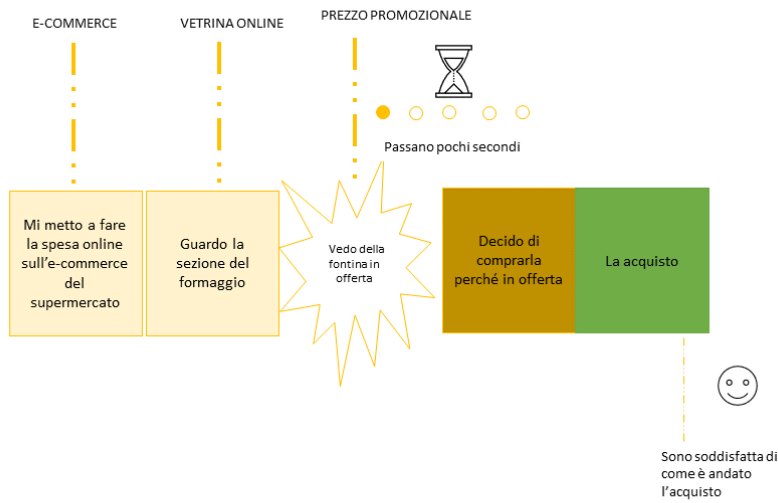 E-COMMERCE
VETRINA ONLINE
PREZZO PROMOZIONALE
Passano pochi secondi
Mi metto a fare
la spesa online
sull'e-commerce
del
supermercato
Guardo la
sezione del
formaggio
Vedo della
fontina in
offerta
Decido di
comprarla
perché in offerta
La acquisto
Sono soddisfatta di
come è andato
l'acquisto